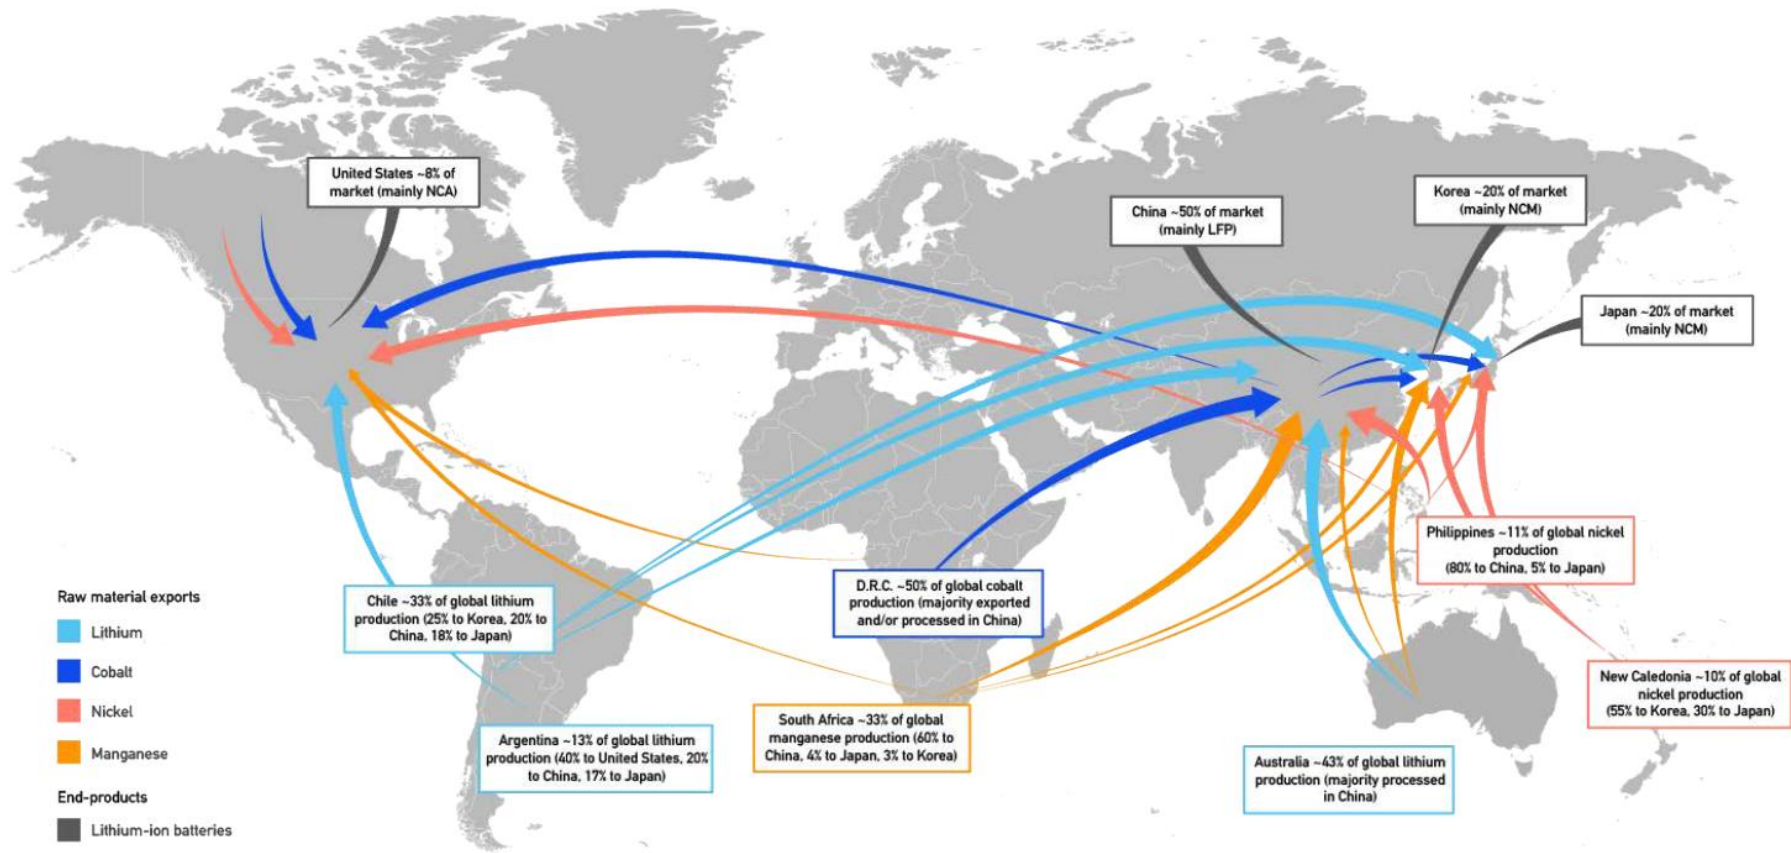 United States ~8% of
market (mainly NCA)
China ~50% of market
(mainly LFP)
Korea ~20% of market
(mainly NCM)
Japan ~20% of market
(mainly NCM)
Philippines ~11% of global nickel
production
(80% to China, 5% to Japan)
D.R.C. ~50% of global cobalt
production (majority exported
and/or processed in China)
Chile ~33% of global lithium
production (25% to Korea, 20% to
China, 18% to Japan)
New Caledonia ~10% of global
nickel production
(55% to Korea, 30% to Japan)
South Africa ~33% of global
manganese production (60% to
China, 4% to Japan, 3% to Korea)
Argentina ~13% of global lithium
production (40% to United States, 20%
to China, 17% to Japan)
Australia ~43% of global lithium
production (majority processed
in China)
Raw material exports
Lithium
Cobalt
Nickel
Manganese
End-products
Lithium-ion batteries